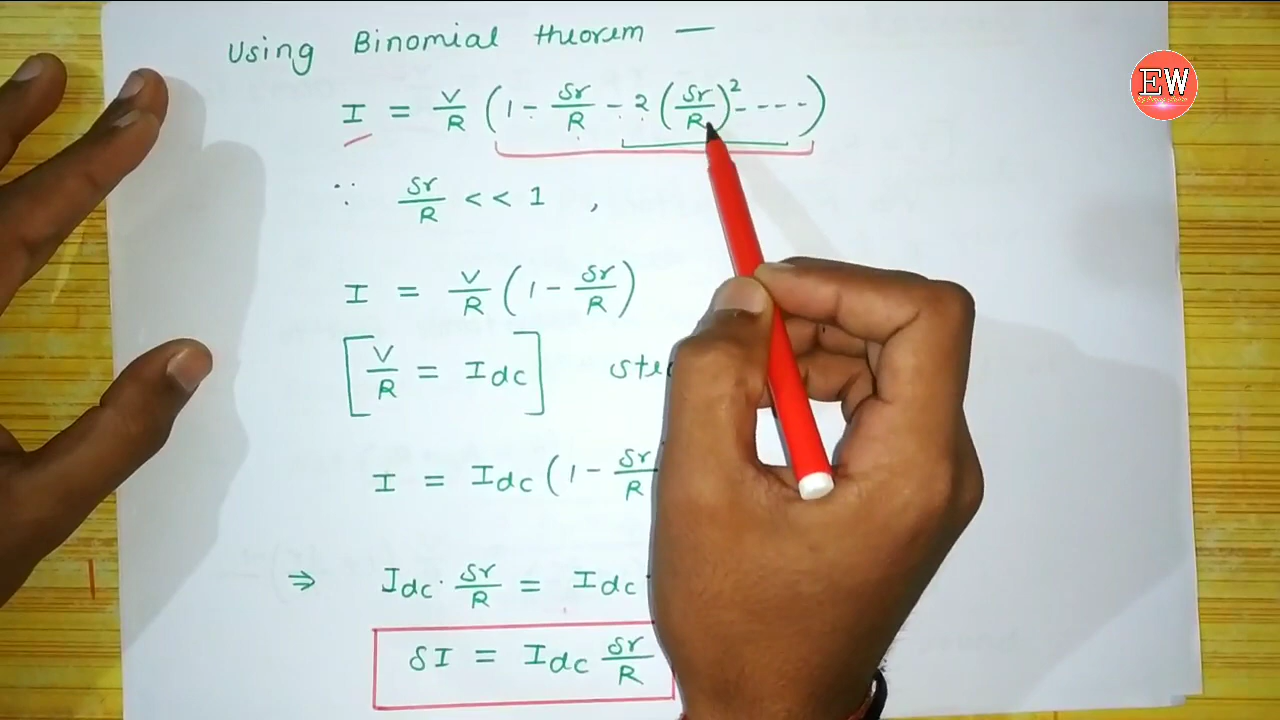 Using Binomial theorem —
EW
I = V/R (1 - δr/R - 2 (δr/R)² - - - -)
∵ δr/R << 1 ,
I = V/R (1 - δr/R)
[V/R = Idc]
I = Idc (1 - δr/R
⇒ Idc · δr/R = Idc
δI = Idc δr/R